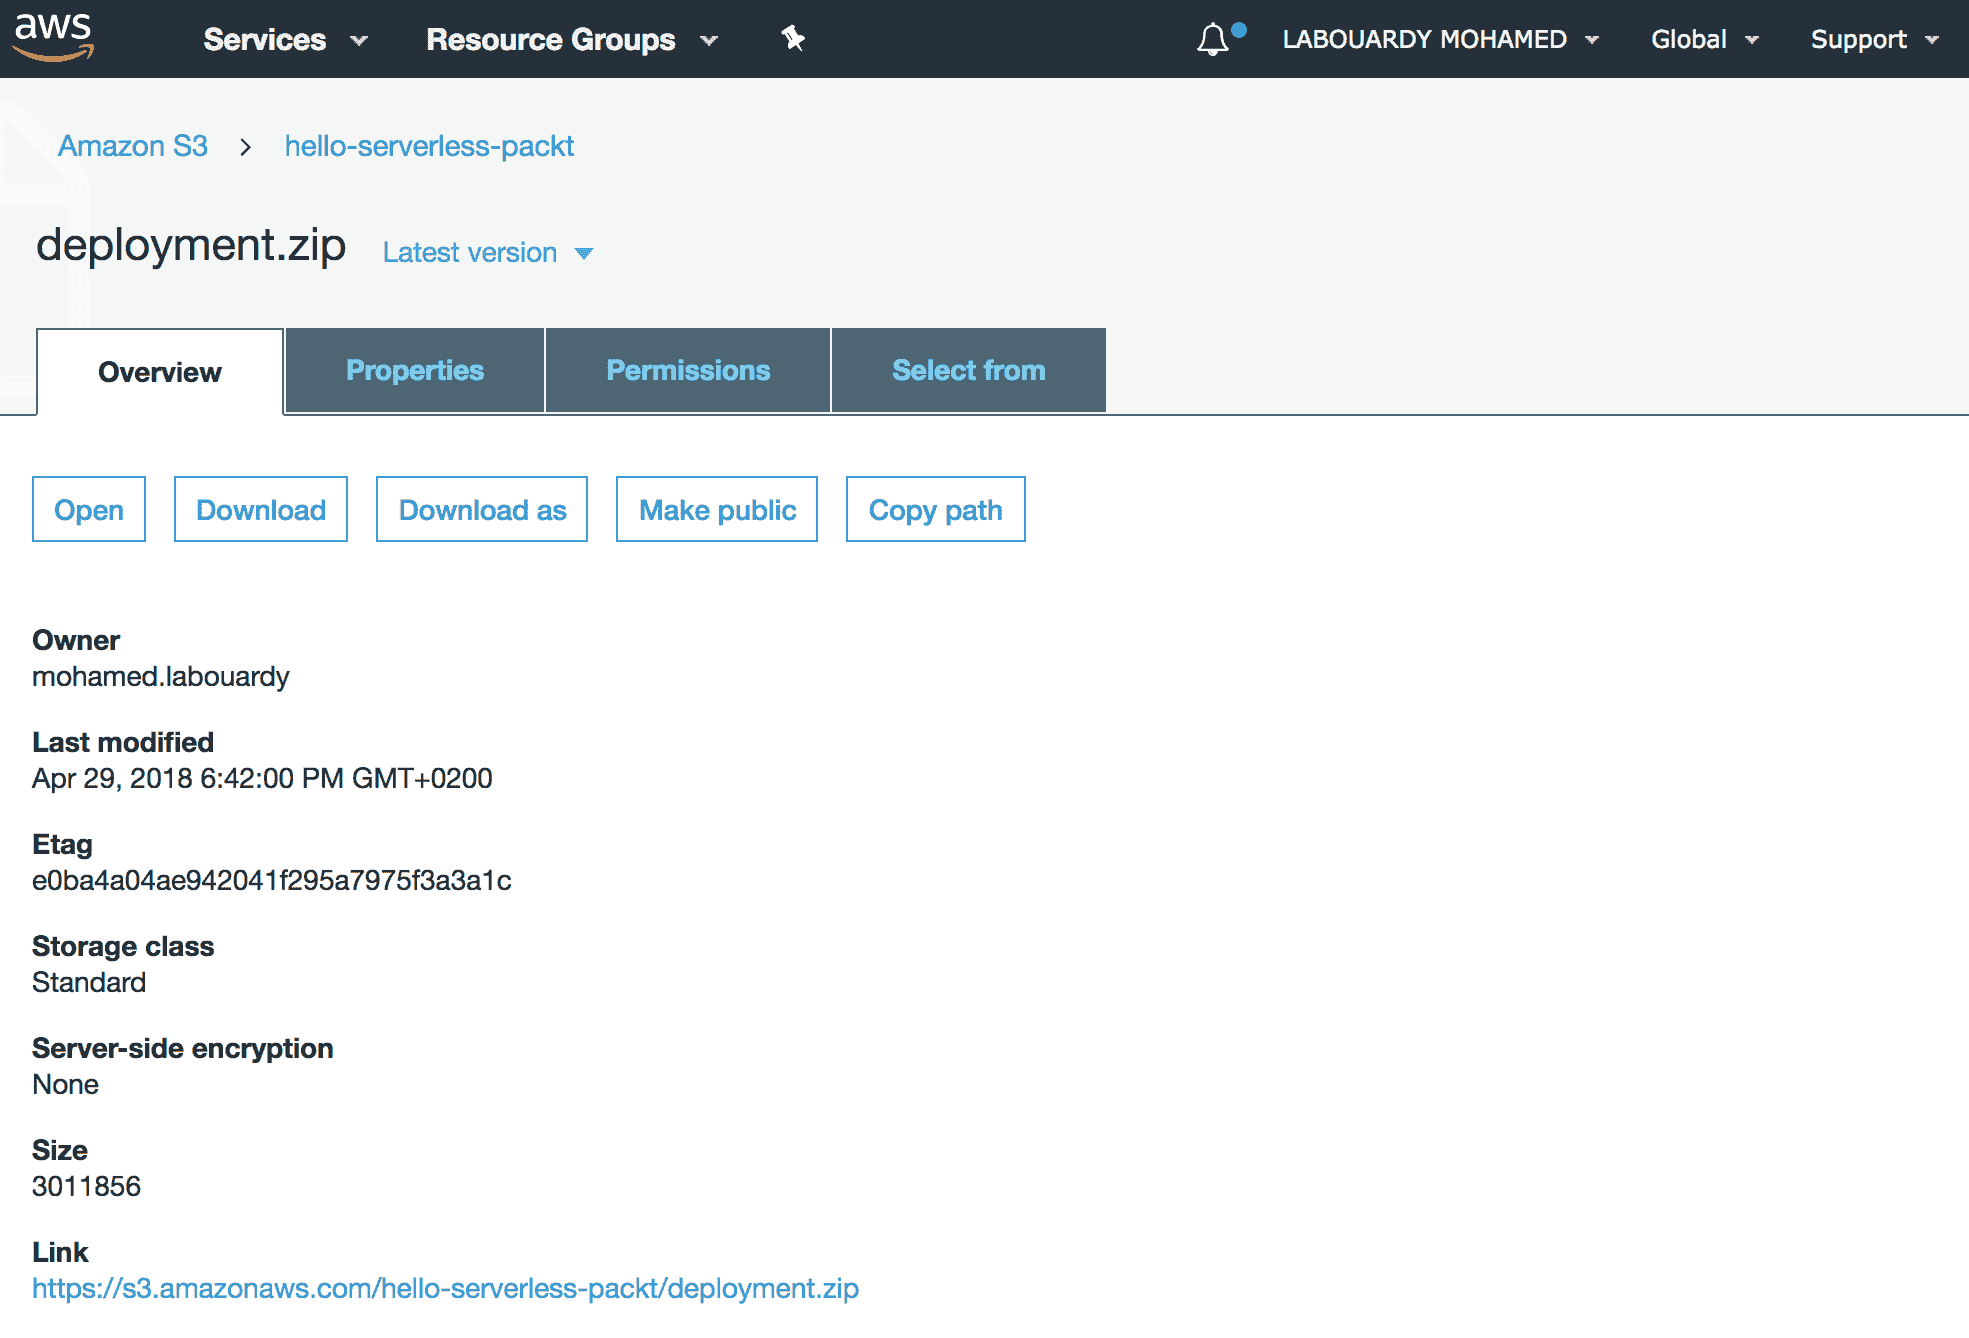 aws Services Resource Groups LABOUARDY MOHAMED Global Support
Amazon S3 > hello-serverless-packt
deployment.zip Latest version
Overview Properties Permissions Select from
Open Download Download as Make public Copy path
Owner
mohamed.labouardy
Last modified
Apr 29, 2018 6:42:00 PM GMT+0200
Etag
e0ba4a04ae942041f295a7975f3a3a1c
Storage class
Standard
Server-side encryption
None
Size
3011856
Link
https://s3.amazonaws.com/hello-serverless-packt/deployment.zip